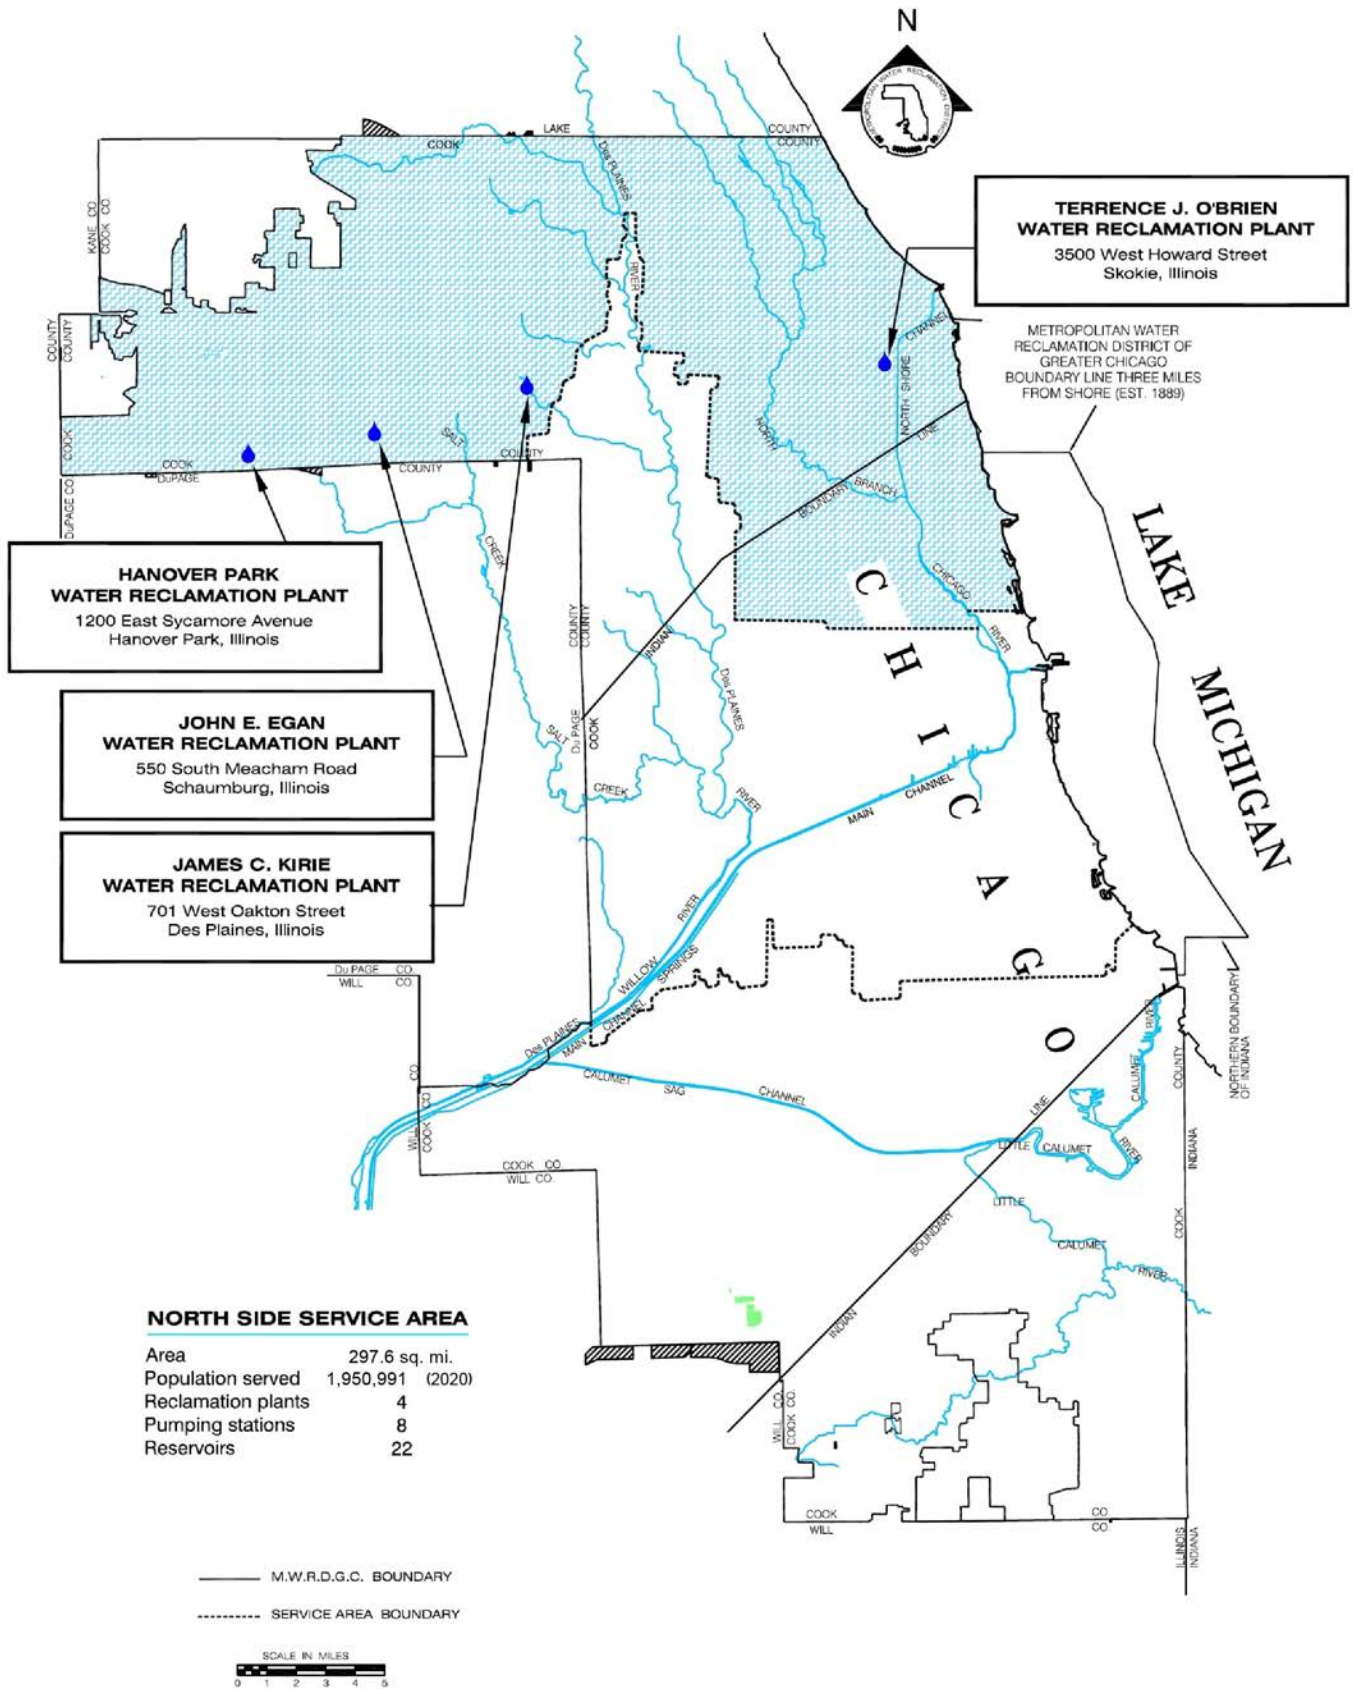 N
METROPOLITAN WATER RECLAMATION DISTRICT
LAKE COUNTY
COOK COUNTY
Des PLAINES
RIVER
KANE CO
COOK CO
TERRENCE J. O'BRIEN
WATER RECLAMATION PLANT
3500 West Howard Street
Skokie, Illinois
COUNTY
COUNTY
COOK
DuPAGE CO
METROPOLITAN WATER
RECLAMATION DISTRICT OF
GREATER CHICAGO
BOUNDARY LINE THREE MILES
FROM SHORE (EST. 1889)
NORTH SHORE
CHANNEL
NORTH
BRANCH
INDIAN
BOUNDARY
LINE
SALT
CREEK
COOK
COUNTY
DuPAGE
COUNTY
HANOVER PARK
WATER RECLAMATION PLANT
1200 East Sycamore Avenue
Hanover Park, Illinois
LAKE
MICHIGAN
CHICAGO
CHICAGO
RIVER
COUNTY
COUNTY
Du PAGE
COOK
Des PLAINES
JOHN E. EGAN
WATER RECLAMATION PLANT
550 South Meacham Road
Schaumburg, Illinois
SALT
CREEK
RIVER
MAIN
CHANNEL
JAMES C. KIRIE
WATER RECLAMATION PLANT
701 West Oakton Street
Des Plaines, Illinois
RIVER
WILLOW
SPRINGS
Du PAGE CO.
WILL CO.
Des PLAINES
MAIN
CHANNEL
CALUMET
SAG
CHANNEL
WILL CO.
COOK CO
COOK CO.
WILL CO.
NORTHERN BOUNDARY
OF INDIANA
CALUMET RIVER
COUNTY
INDIANA
COOK
LITTLE
CALUMET
RIVER
LITTLE
CALUMET
RIVER
INDIAN
BOUNDARY
LINE
NORTH SIDE SERVICE AREA
Area 297.6 sq. mi.
Population served 1,950,991 (2020)
Reclamation plants 4
Pumping stations 8
Reservoirs 22
WILL CO.
COOK CO.
COOK CO.
WILL CO.
ILLINOIS
INDIANA
M.W.R.D.G.C. BOUNDARY
SERVICE AREA BOUNDARY
SCALE IN MILES
0 1 2 3 4 5